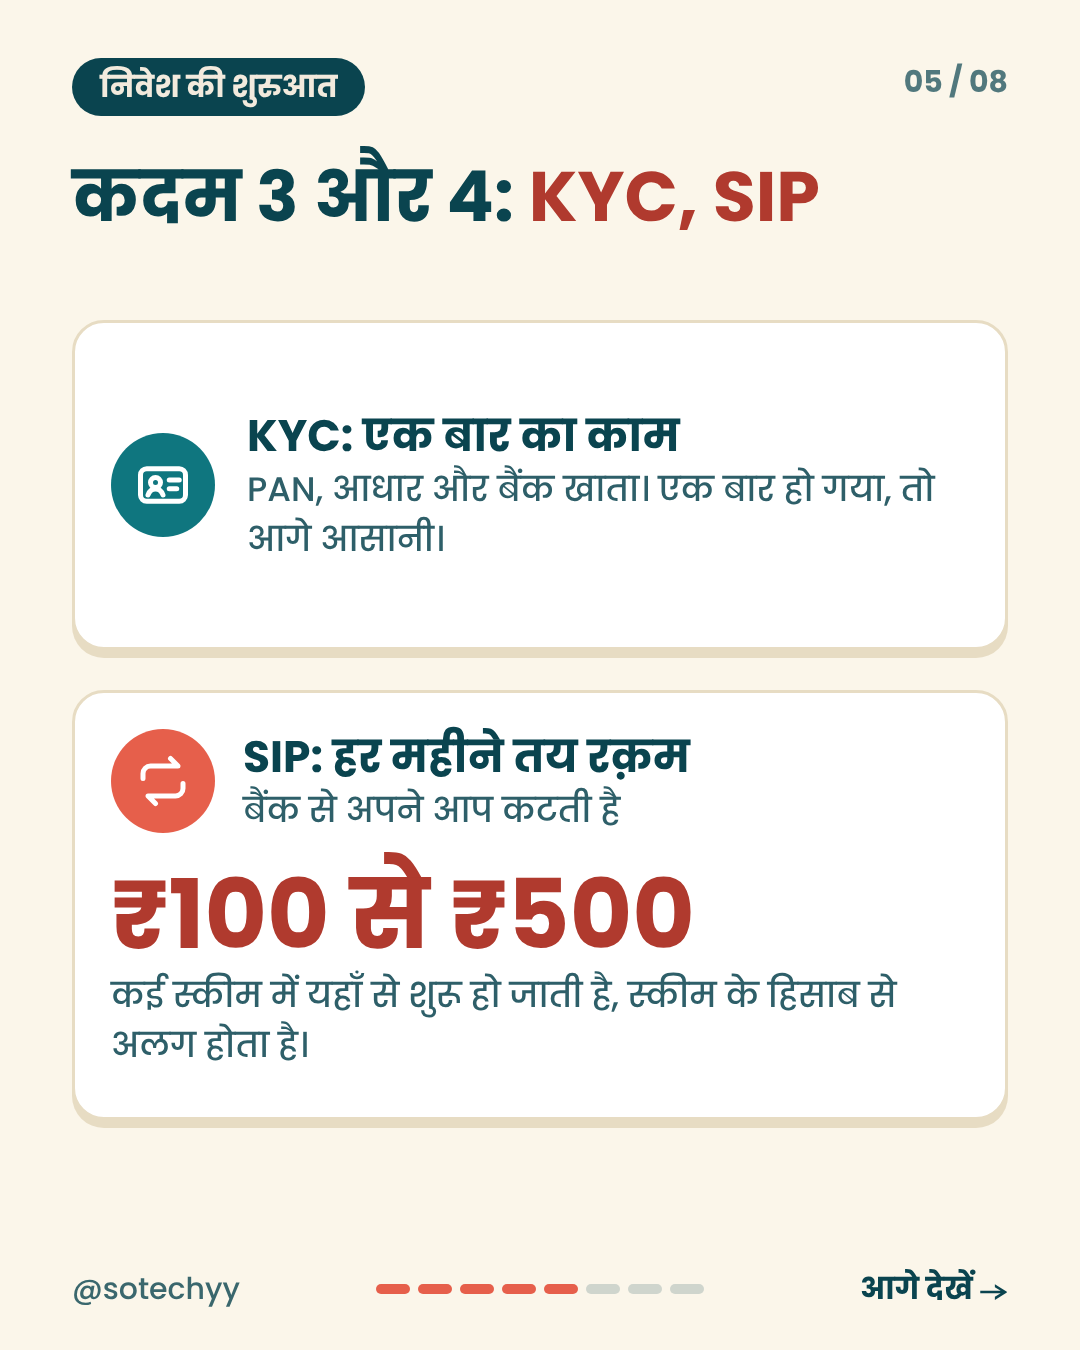 निवेश की शुरुआत
05 / 08
कदम 3 और 4: KYC, SIP
KYC: एक बार का काम
PAN, आधार और बैंक खाता। एक बार हो गया, तो
आगे आसानी।
SIP: हर महीने तय रक़म
बैंक से अपने आप कटती है
₹100 से ₹500
कई स्कीम में यहाँ से शुरू हो जाती है, स्कीम के हिसाब से
अलग होता है।
@sotechyy
आगे देखें →